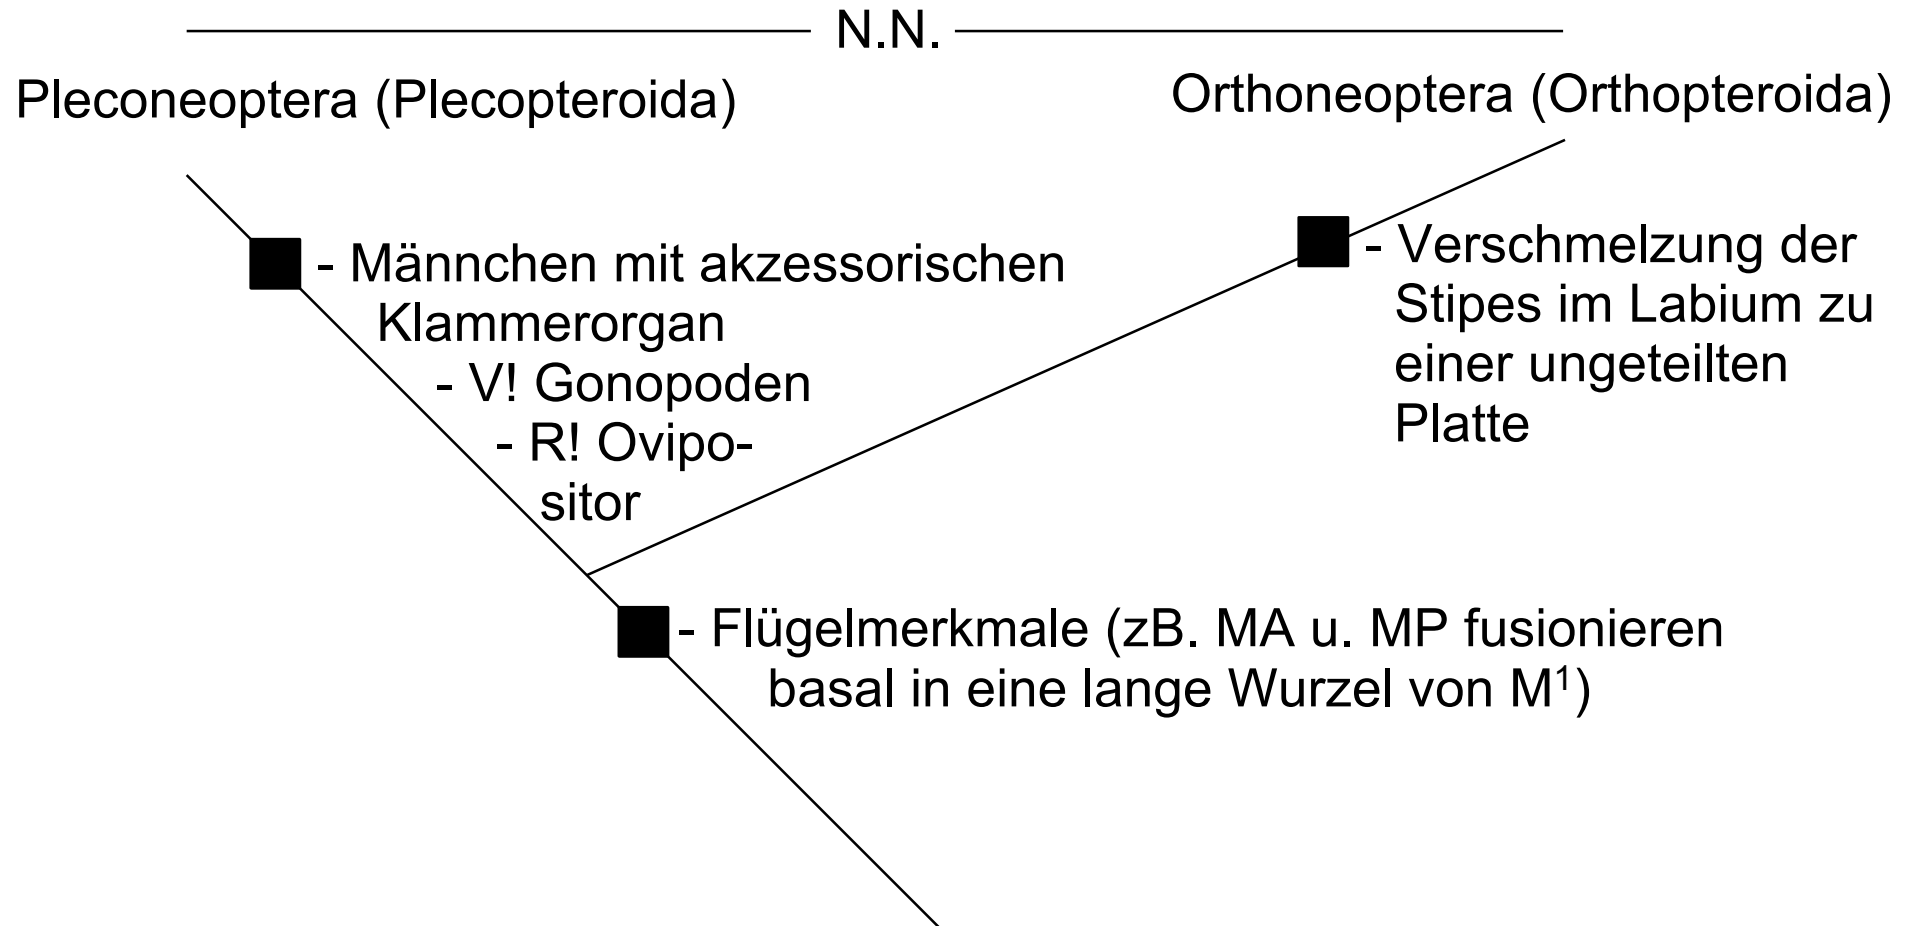 N.N.
Pleconeoptera (Plecopteroida)
Orthoneoptera (Orthopteroida)
- Männchen mit akzessorischen
Klammerorgan
- V! Gonopoden
- R! Ovipo-
sitor
- Verschmelzung der
Stipes im Labium zu
einer ungeteilten
Platte
- Flügelmerkmale (zB. MA u. MP fusionieren
basal in eine lange Wurzel von M¹)